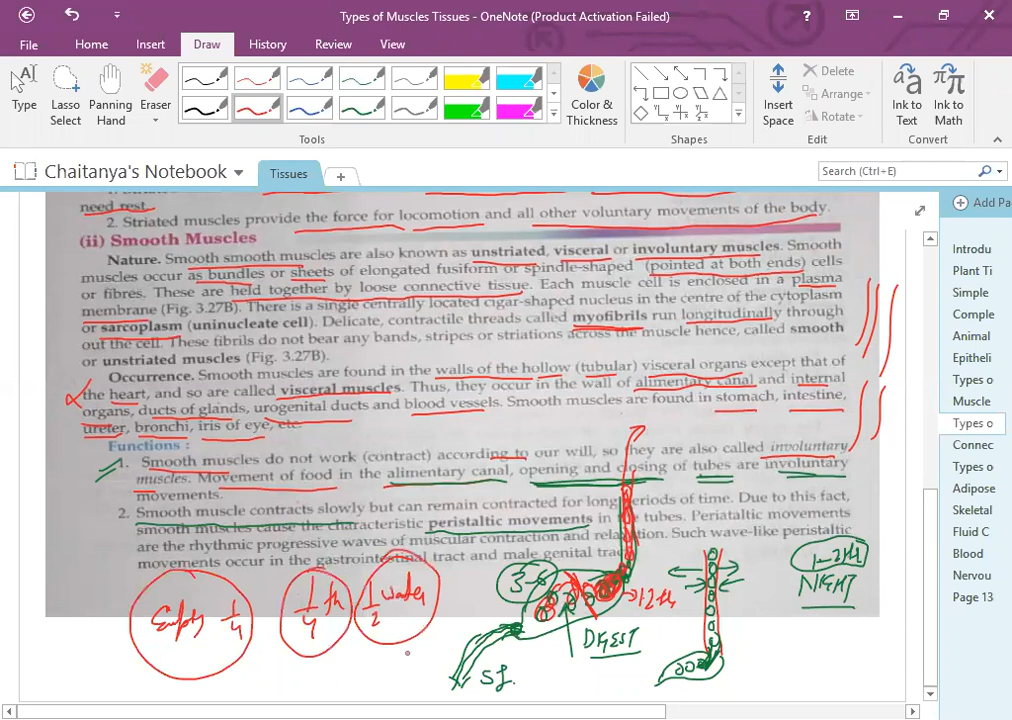 Types of Muscles Tissues - OneNote (Product Activation Failed)
File Home Insert Draw History Review View
Type
Lasso Select
Panning Hand
Eraser
Color & Thickness
Insert Space
Delete
Arrange
Rotate
Ink to Text
Ink to Math
Tools
Shapes
Edit
Convert
Chaitanya's Notebook
Tissues
Search (Ctrl+E)
need rest.
2. Striated muscles provide the force for locomotion and all other voluntary movements of the body.
(ii) Smooth Muscles
Nature. Smooth smooth muscles are also known as unstriated, visceral or involuntary muscles. Smooth
muscles occur as bundles or sheets of elongated fusiform or spindle-shaped (pointed at both ends) cells
or fibres. These are held together by loose connective tissue. Each muscle cell is enclosed in a plasma
membrane (Fig. 3.27B). There is a single centrally located cigar-shaped nucleus in the centre of the cytoplasm
or sarcoplasm (uninucleate cell). Delicate, contractile threads called myofibrils run longitudinally through
out the cell. These fibrils do not bear any bands, stripes or striations across the muscle hence, called smooth
or unstriated muscles (Fig. 3.27B).
Occurrence. Smooth muscles are found in the walls of the hollow (tubular) visceral organs except that of
the heart, and so are called visceral muscles. Thus, they occur in the wall of alimentary canal and internal
organs, ducts of glands, urogenital ducts and blood vessels. Smooth muscles are found in stomach, intestine,
ureter, bronchi, iris of eye, etc.
Functions :
1. Smooth muscles do not work (contract) according to our will, so they are also called involuntary
muscles. Movement of food in the alimentary canal, opening and closing of tubes are involuntary
movements.
2. Smooth muscle contracts slowly but can remain contracted for long periods of time. Due to this fact,
smooth muscles cause the characteristic peristaltic movements in the tubes. Periataltic movements
are the rhythmic progressive waves of muscular contraction and relaxation. Such wave-like peristaltic
movements occur in the gastrointestinal tract and male genital tract.
Empty 1/4
1/4 th
1/2 water
DIGEST
NIGHT
Add Pa
Introdu
Plant Ti
Simple
Comple
Animal
Epitheli
Types o
Muscle
Types o
Connec
Types o
Adipose
Skeletal
Fluid C
Blood
Nervou
Page 13